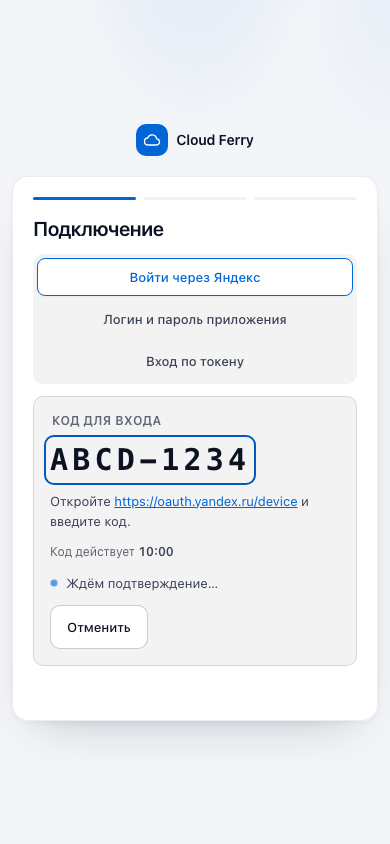 Cloud Ferry
Подключение
Войти через Яндекс
Логин и пароль приложения
Вход по токену
КОД ДЛЯ ВХОДА
ABCD-1234
Откройте https://oauth.yandex.ru/device и
введите код.
Код действует 10:00
Ждём подтверждение...
Отменить